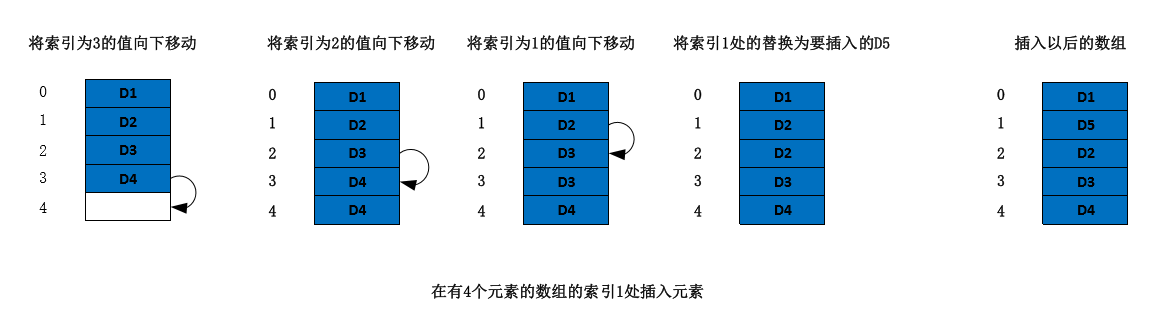 将索引为3的值向下移动
将索引为2的值向下移动
将索引为1的值向下移动
将索引1处的替换为要插入的D5
插入以后的数组
0 D1
1 D2
2 D3
3 D4
4
0 D1
1 D2
2 D3
3 D4
4 D4
0 D1
1 D2
2 D3
3 D3
4 D4
0 D1
1 D2
2 D2
3 D3
4 D4
0 D1
1 D5
2 D2
3 D3
4 D4
在有4个元素的数组的索引1处插入元素